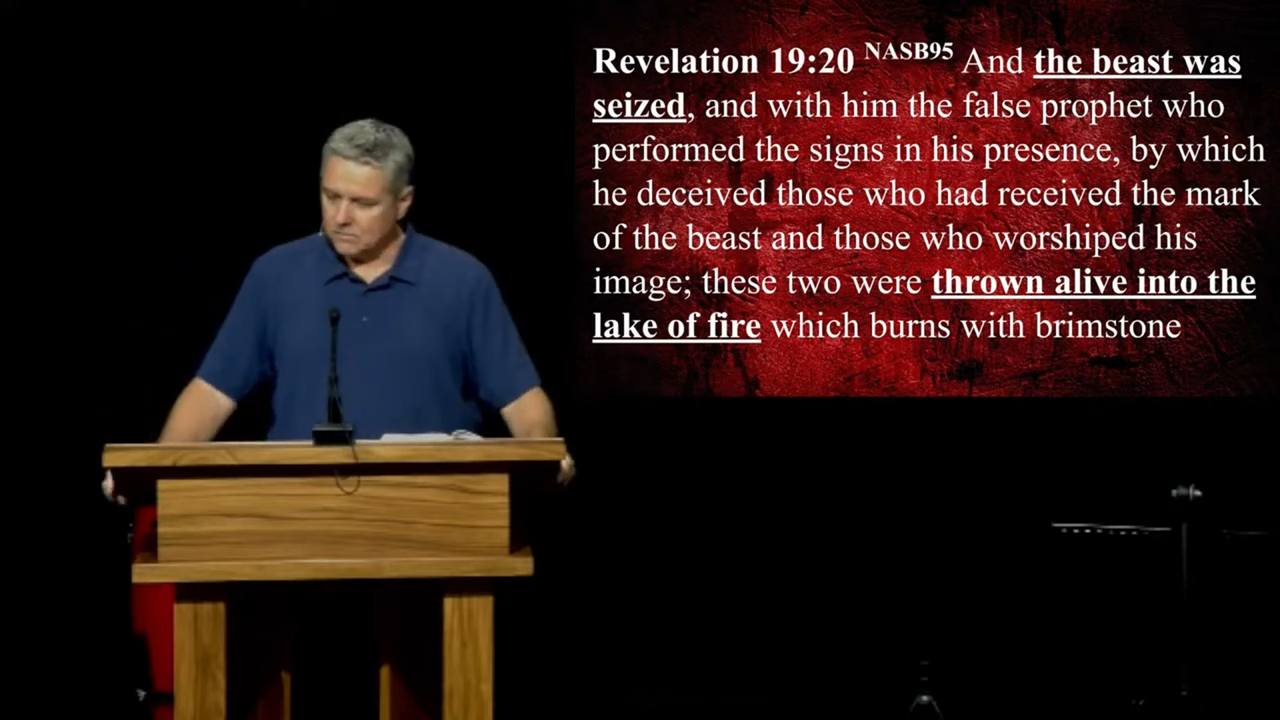 Revelation 19:20 NASB95 And the beast was
seized, and with him the false prophet who
performed the signs in his presence, by which
he deceived those who had received the mark
of the beast and those who worshiped his
image; these two were thrown alive into the
lake of fire which burns with brimstone